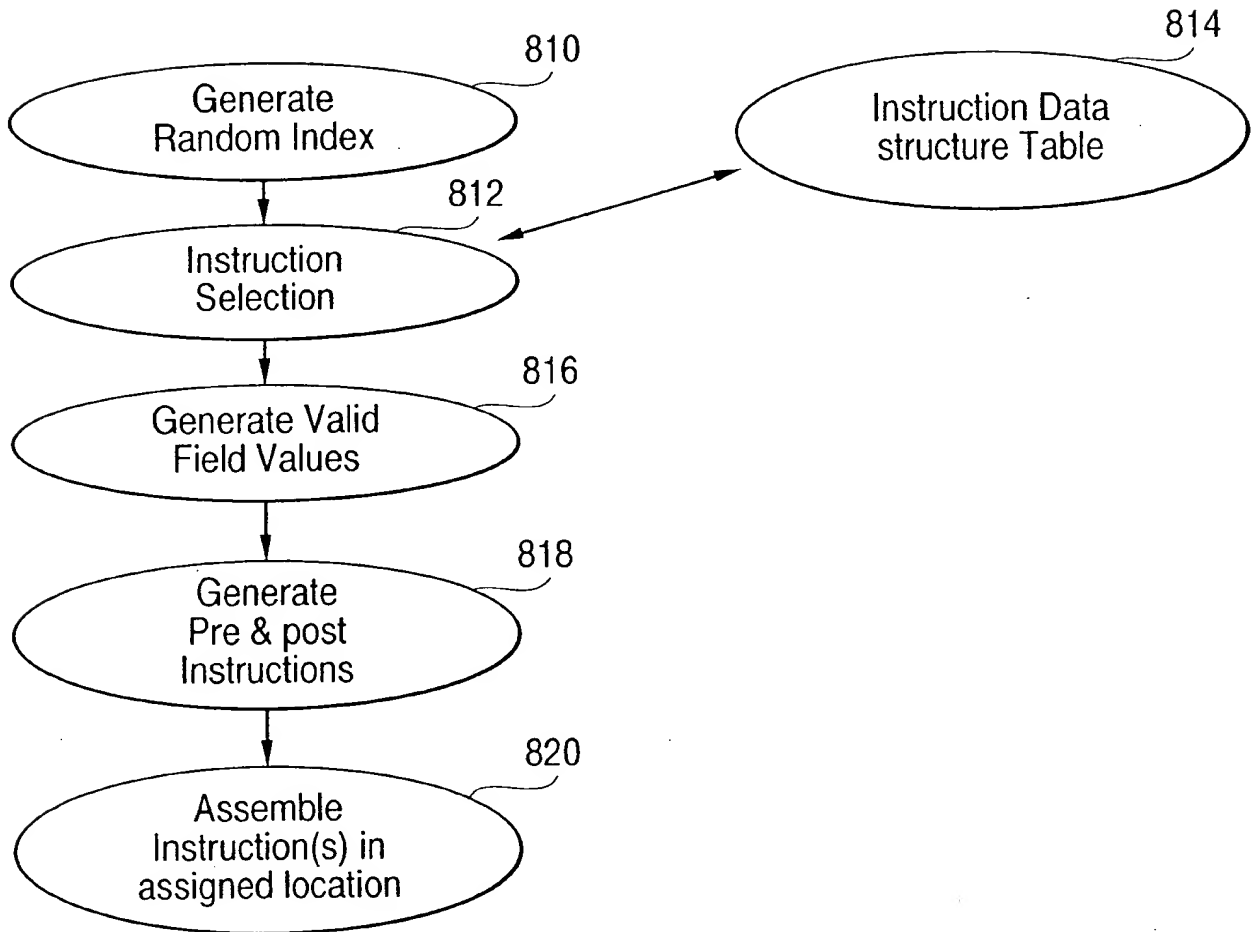 810
Generate
Random Index
814
Instruction Data
structure Table
812
Instruction
Selection
816
Generate Valid
Field Values
818
Generate
Pre & post
Instructions
820
Assemble
Instruction(s) in
assigned location